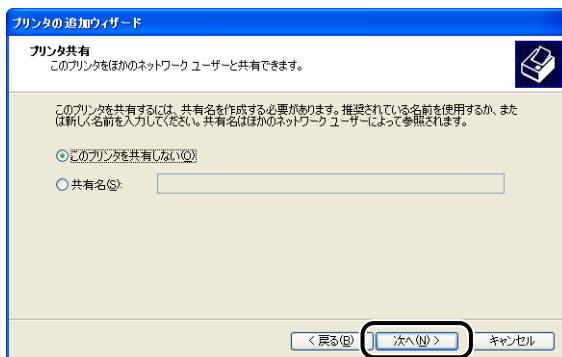 プリンタの追加ウィザード
プリンタ共有
このプリンタをほかのネットワーク ユーザーと共有できます。
このプリンタを共有するには、共有名を作成する必要があります。推奨されている名前を使用するか、また
は新しく名前を入力してください。共有名はほかのネットワーク ユーザーによって参照されます。
このプリンタを共有しない(O)
共有名(S):
< 戻る(B) 次へ(N) > キャンセル